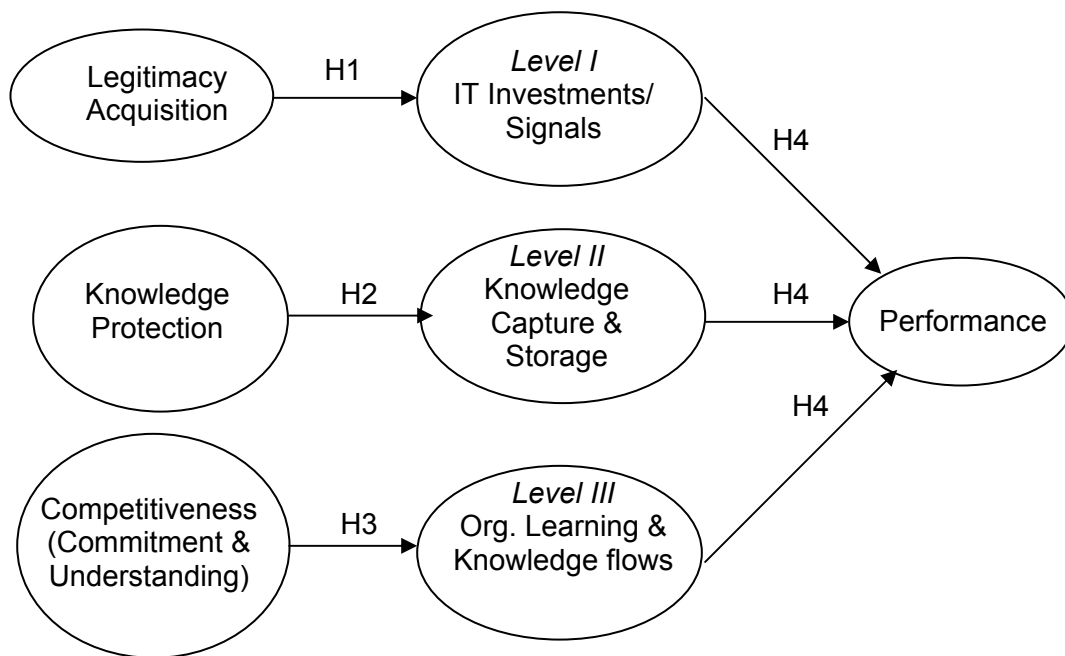 Legitimacy
Acquisition
H1
Level I
IT Investments/
Signals
H4
Knowledge
Protection
H2
Level II
Knowledge
Capture &
Storage
H4
Performance
Competitiveness
(Commitment &
Understanding)
H3
Level III
Org. Learning &
Knowledge flows
H4